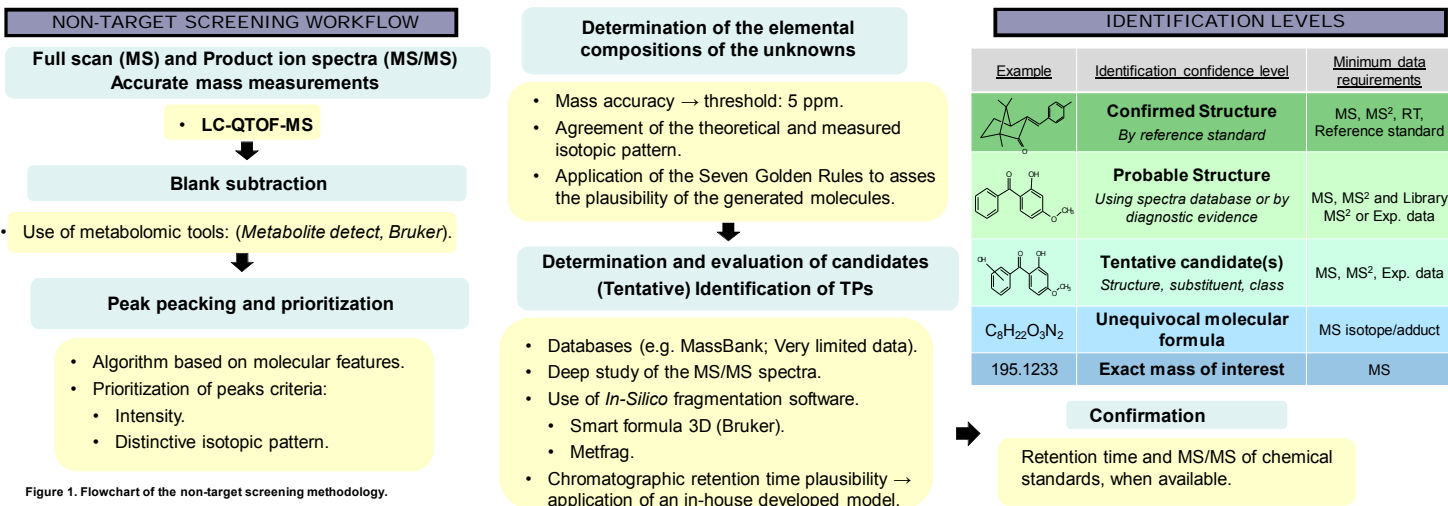 NON-TARGET SCREENING WORKFLOW
Full scan (MS) and Product ion spectra (MS/MS)
Accurate mass measurements
• LC-QTOF-MS
Blank subtraction
• Use of metabolomic tools: (Metabolite detect, Bruker).
Peak peacking and prioritization
• Algorithm based on molecular features.
• Prioritization of peaks criteria:
• Intensity.
• Distinctive isotopic pattern.
Figure 1. Flowchart of the non-target screening methodology.
Determination of the elemental
compositions of the unknowns
• Mass accuracy → threshold: 5 ppm.
• Agreement of the theoretical and measured
isotopic pattern.
• Application of the Seven Golden Rules to asses
the plausibility of the generated molecules.
Determination and evaluation of candidates
(Tentative) Identification of TPs
• Databases (e.g. MassBank; Very limited data).
• Deep study of the MS/MS spectra.
• Use of In-Silico fragmentation software.
• Smart formula 3D (Bruker).
• Metfrag.
• Chromatographic retention time plausibility →
application of an in-house developed model.
IDENTIFICATION LEVELS
Example
Identification confidence level
Minimum data
requirements
O
Confirmed Structure
By reference standard
MS, MS², RT,
Reference standard
O OH
O CH₃
Probable Structure
Using spectra database or by
diagnostic evidence
MS, MS² and Library
MS² or Exp. data
OH O OH
O CH₃
Tentative candidate(s)
Structure, substituent, class
MS, MS², Exp. data
C₈H₂₂O₃N₂
Unequivocal molecular
formula
MS isotope/adduct
195.1233
Exact mass of interest
MS
Confirmation
Retention time and MS/MS of chemical
standards, when available.